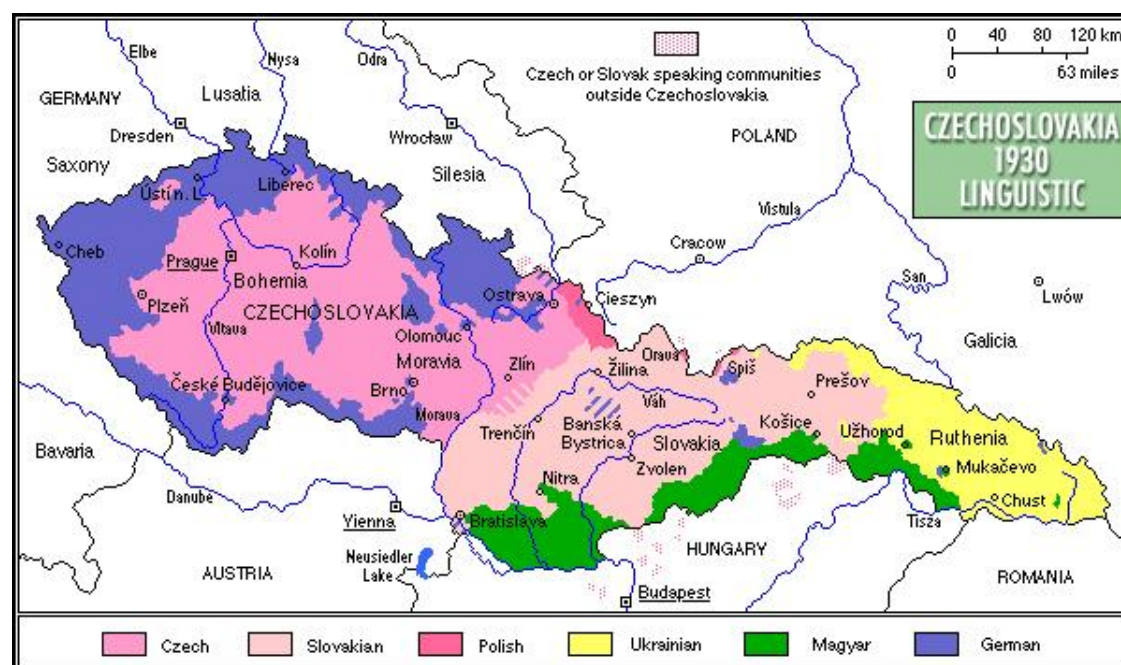 Elbe
Nysa
Odra
Czech or Slovak speaking communities
outside Czechoslovakia
0 40 80 120 km
0 63 miles
GERMANY
Lusatia
Dresden
Wrocław
POLAND
CZECHOSLOVAKIA
1930
LINGUISTIC
Saxony
Silesia
Ústí n. L.
Liberec
Vistula
Cheb
Prague
Kolín
Cracow
San
Bohemia
Lwów
Plzeň
CZECHOSLOVAKIA
Ostrava
Cieszyn
Vltava
Olomouc
Galicia
Moravia
Zlín
Orava
Spiš
Žilina
České Budějovice
Brno
Prešov
Morava
Váh
Trenčín
Banská
Bystrica
Slovakia
Košice
Užhorod
Ruthenia
Bavaria
Zvolen
Mukačevo
Nitra
Danube
Chust
Vienna
Bratislava
Tisza
Neusiedler
Lake
HUNGARY
AUSTRIA
ROMANIA
Budapest
Czech Slovakian Polish Ukrainian Magyar German